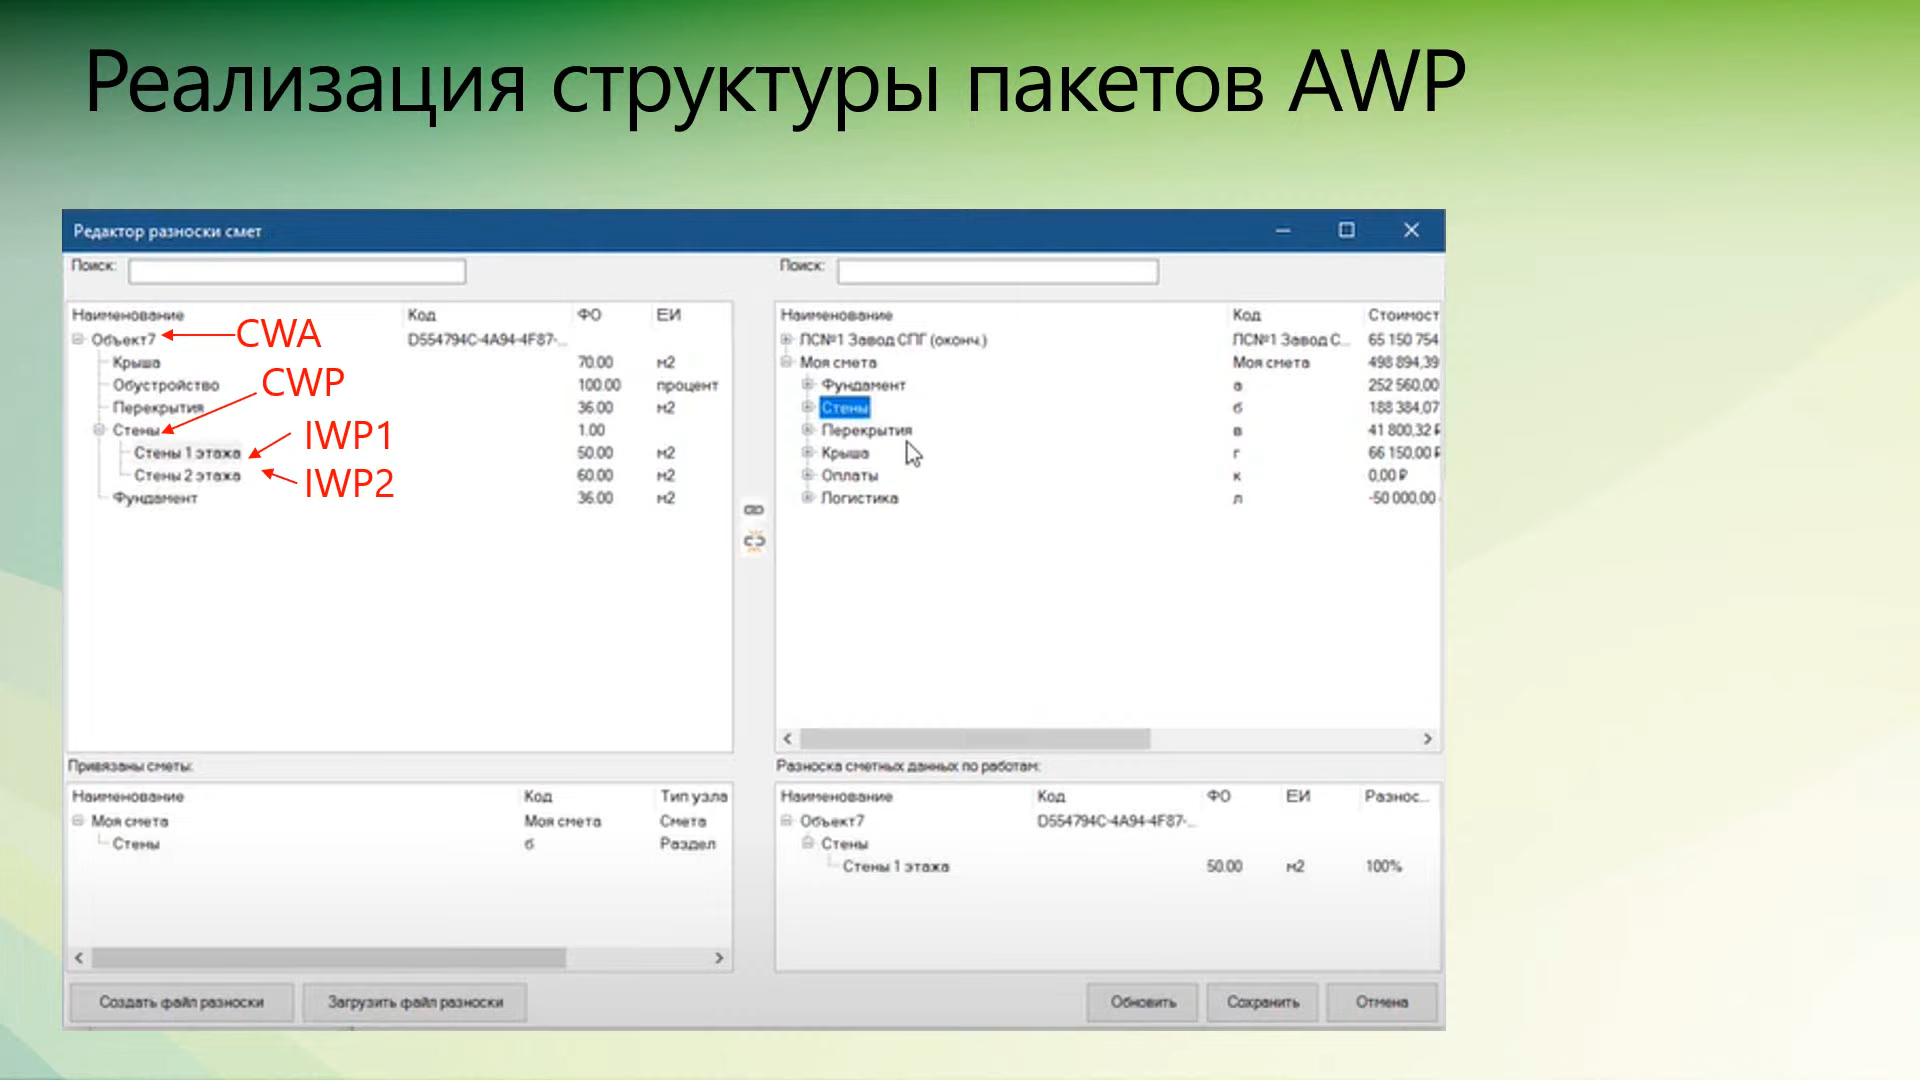 Реализация структуры пакетов AWP
Редактор разноски смет
Поиск:
Поиск:
Наименование Код ФО ЕИ
Объект7 D554794C-4A94-4F87-...
Крыша 70.00 м2
Обустройство 100.00 процент
Перекрытия 36.00 м2
Стены 1.00
Стены 1 этажа 50.00 м2
Стены 2 этажа 60.00 м2
Фундамент 36.00 м2
CWA
CWP
IWP1
IWP2
Наименование Код Стоимост
ЛС№1 Завод СПГ (оконч.) ЛС№1 Завод С... 65 150 754
Моя смета Моя смета 498 894,39
Фундамент а 252 560,00
Стены б 188 384,07
Перекрытия в 41 800,32 ₽
Крыша г 66 150,00 ₽
Оплаты к 0,00 ₽
Логистика л -50 000,00
Привязаны сметы:
Наименование Код Тип узла
Моя смета Моя смета Смета
Стены б Раздел
Разноска сметных данных по работам:
Наименование Код ФО ЕИ Разнос...
Объект7 D554794C-4A94-4F87-...
Стены
Стены 1 этажа 50.00 м2 100%
Создать файл разноски
Загрузить файл разноски
Обновить
Сохранить
Отмена